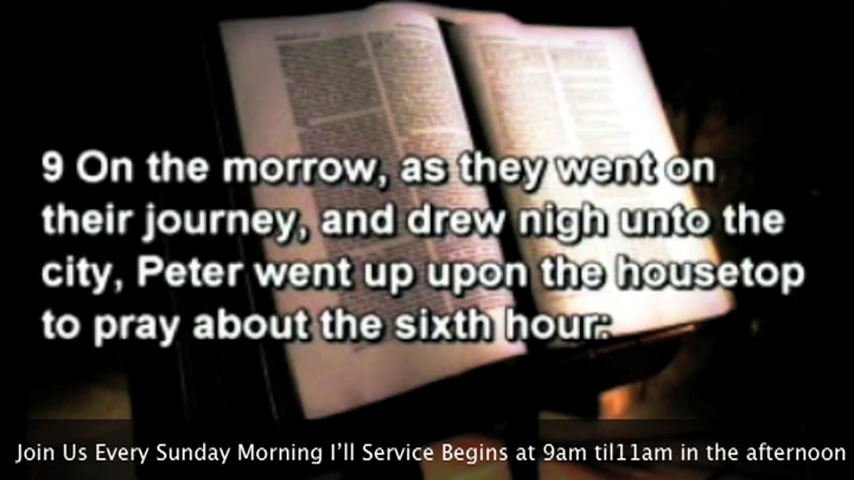 9 On the morrow, as they went on
their journey, and drew nigh unto the
city, Peter went up upon the housetop
to pray about the sixth hour:
Join Us Every Sunday Morning I'll Service Begins at 9am til11am in the afternoon